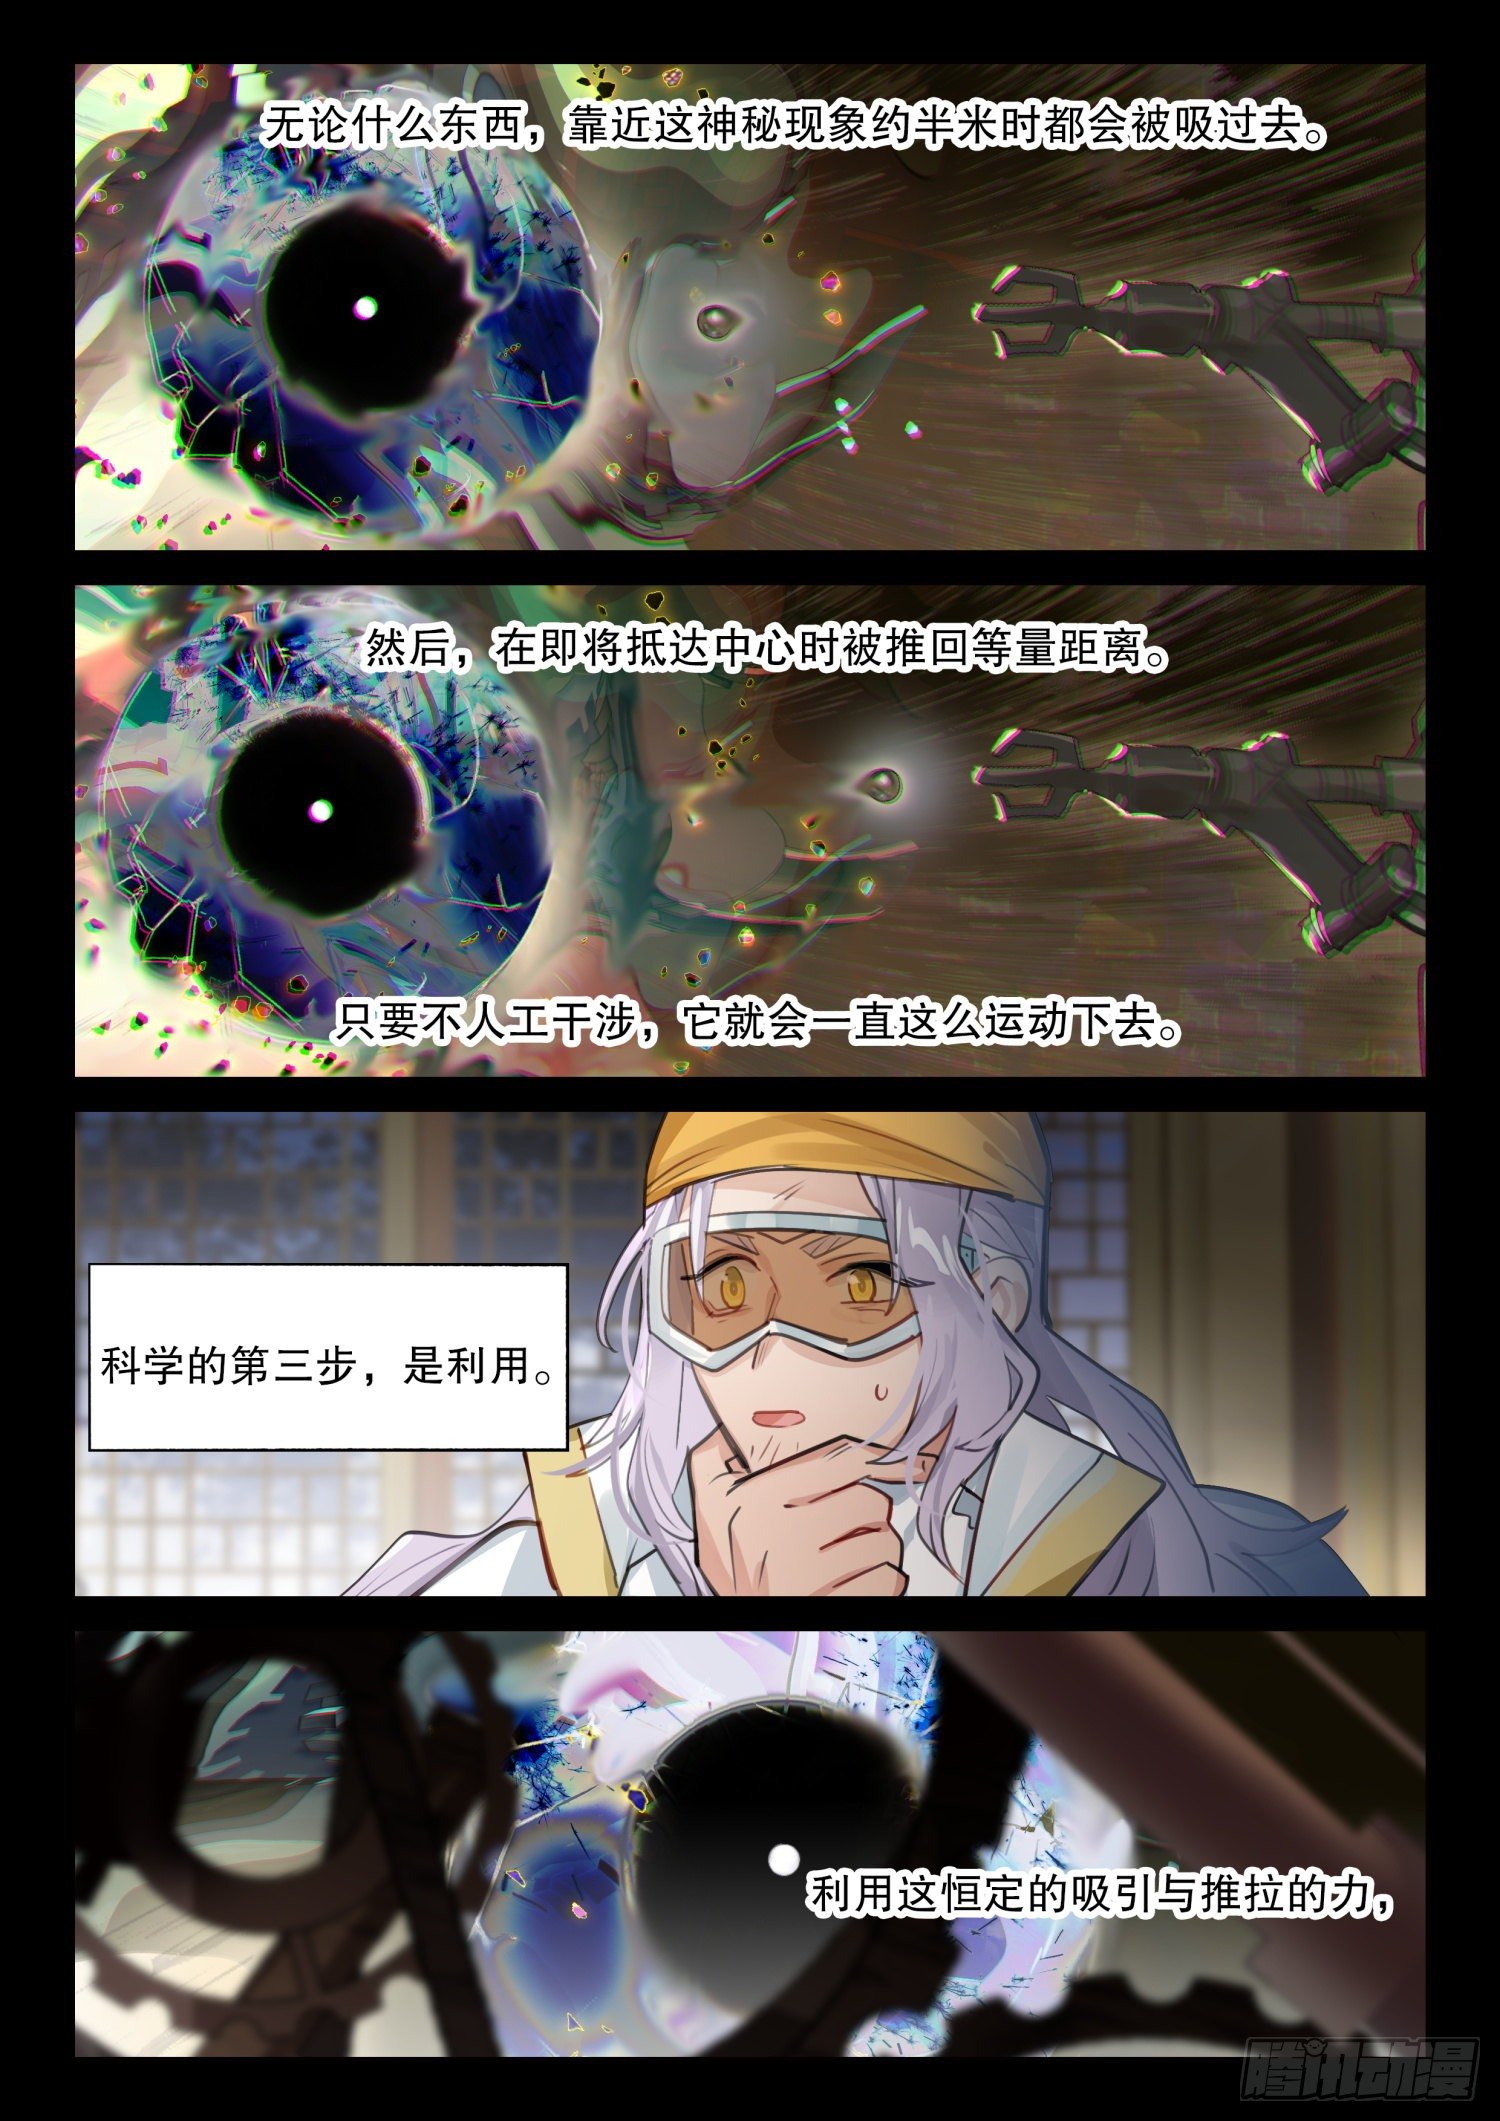 无论什么东西，靠近这神秘现象约半米时都会被吸过去。
然后，在即将抵达中心时被推回等量距离。
只要不人工干涉，它就会一直这么运动下去。
科学的第三步，是利用。
利用这恒定的吸引与推拉的力，
腾讯动漫